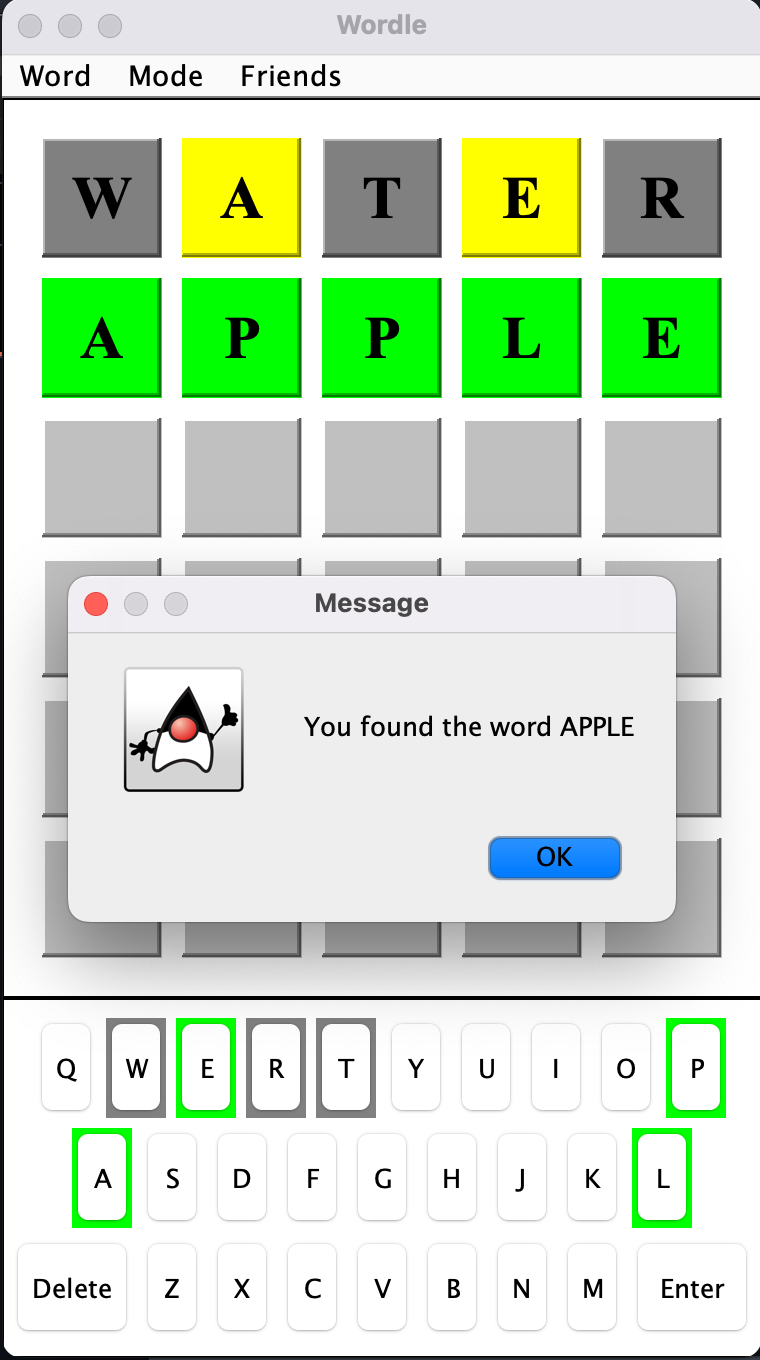 Wordle
Word Mode Friends
W A T E R
A P P L E
Message
You found the word APPLE
OK
Q W E R T Y U I O P
A S D F G H J K L
Delete Z X C V B N M Enter